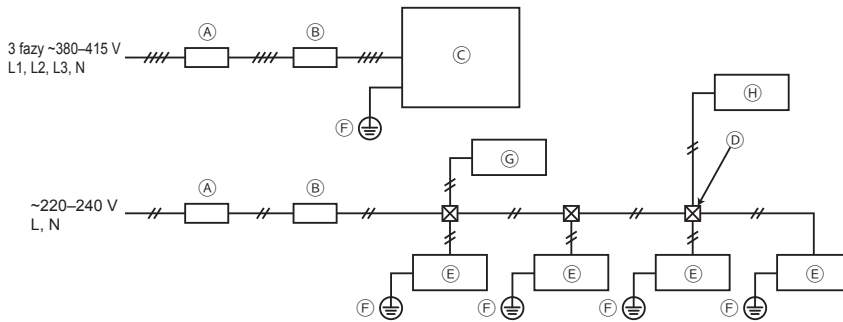 Ⓐ Ⓑ
3 fazy ~380–415 V
L1, L2, L3, N
Ⓒ
Ⓕ
Ⓗ
Ⓓ
Ⓖ
Ⓐ Ⓑ
~220–240 V
L, N
Ⓔ Ⓔ Ⓔ Ⓔ
Ⓕ Ⓕ Ⓕ Ⓕ